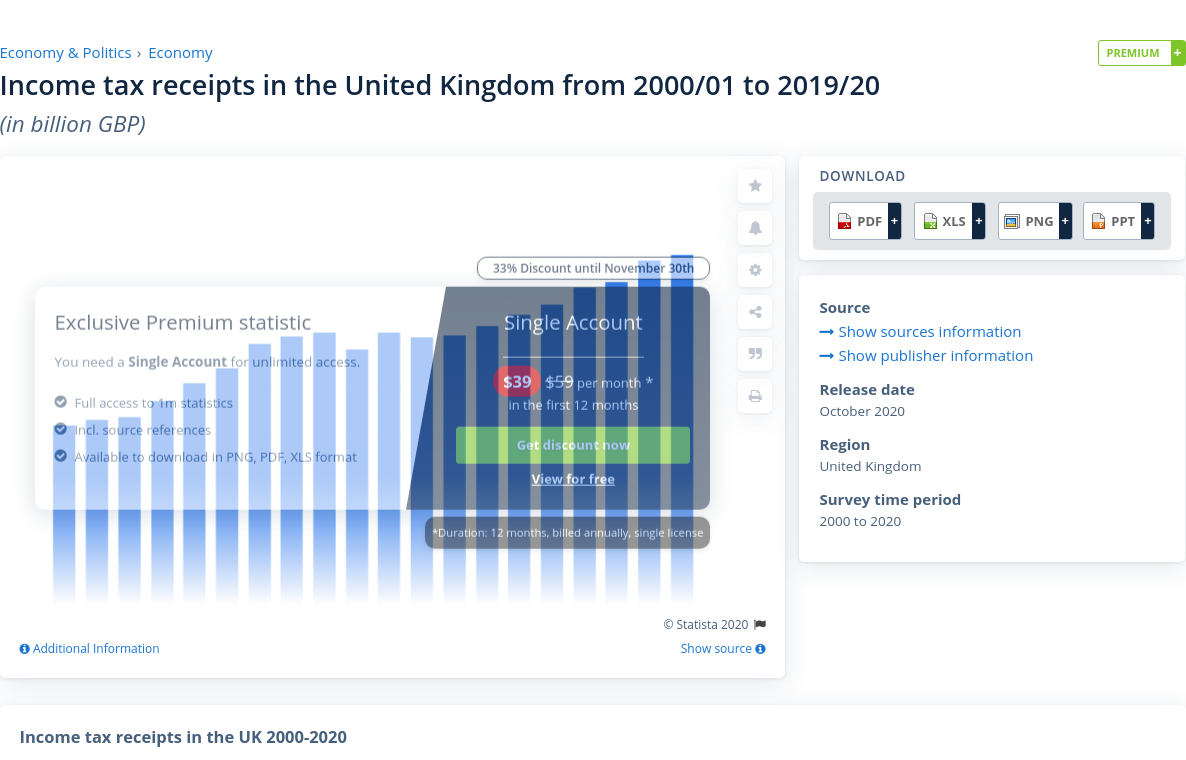 Economy & Politics › Economy
PREMIUM +
Income tax receipts in the United Kingdom from 2000/01 to 2019/20
(in billion GBP)
DOWNLOAD
PDF + XLS + PNG + PPT +
33% Discount until November 30th
Exclusive Premium statistic
You need a Single Account for unlimited access.
Full access to 1m statistics
Incl. source references
Available to download in PNG, PDF, XLS format
Single Account
$39 $59 per month *
in the first 12 months
Get discount now
View for free
*Duration: 12 months, billed annually, single license
Source
Show sources information
Show publisher information
Release date
October 2020
Region
United Kingdom
Survey time period
2000 to 2020
© Statista 2020
Additional Information
Show source
Income tax receipts in the UK 2000-2020